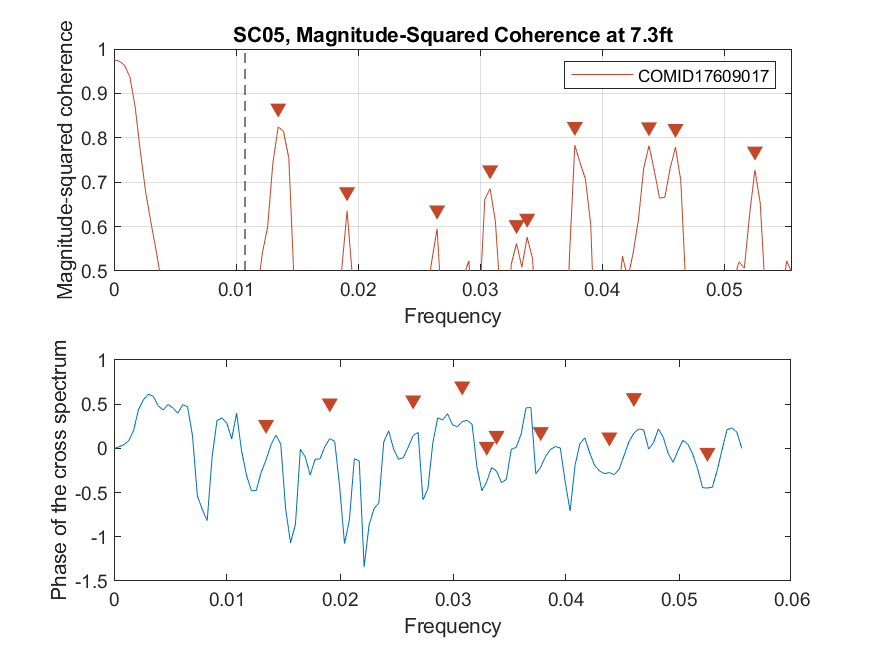 SC05, Magnitude-Squared Coherence at 7.3ft
Magnitude-squared coherence
1
0.9
0.8
0.7
0.6
0.5
COMID17609017
0 0.01 0.02 0.03 0.04 0.05
Frequency
Phase of the cross spectrum
1
0.5
0
-0.5
-1
-1.5
0 0.01 0.02 0.03 0.04 0.05 0.06
Frequency